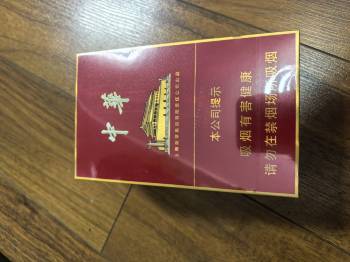 中華
本公司提示
吸烟有害健康
请勿在禁烟场所吸烟